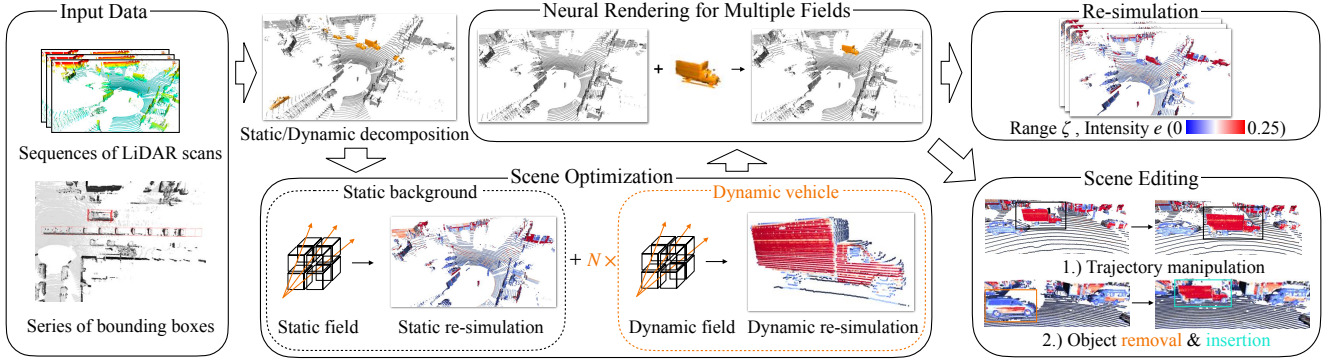 Input Data
Sequences of LiDAR scans
Series of bounding boxes
Static/Dynamic decomposition
Neural Rendering for Multiple Fields
+
Re-simulation
Range ζ , Intensity e (0 0.25)
Scene Optimization
Static background
Static field
Static re-simulation
+ N ×
Dynamic vehicle
Dynamic field
Dynamic re-simulation
Scene Editing
1.) Trajectory manipulation
2.) Object removal & insertion